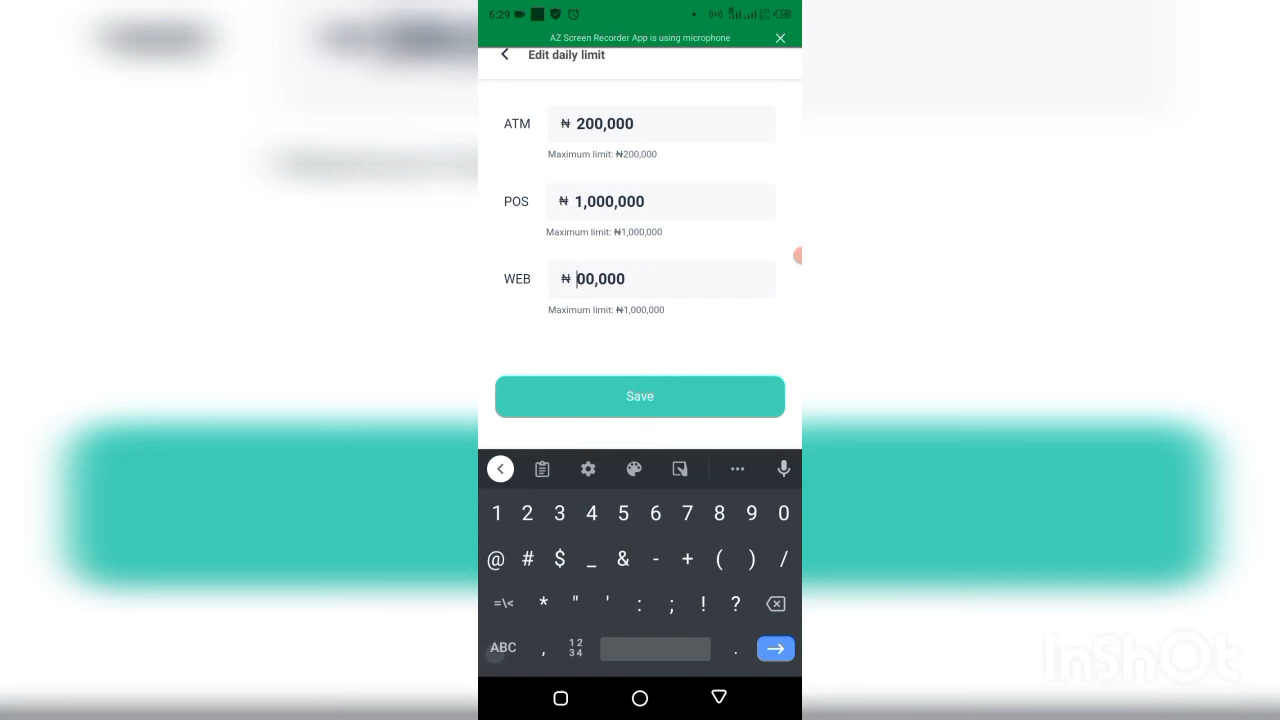 6:29
AZ Screen Recorder App is using microphone
Edit daily limit
ATM ₦ 200,000
Maximum limit: ₦200,000
POS ₦ 1,000,000
Maximum limit: ₦1,000,000
WEB ₦ 00,000
Maximum limit: ₦1,000,000
Save
1 2 3 4 5 6 7 8 9 0
@ # $ _ & - + ( ) /
=\< * " ' : ; ! ?
ABC , 12 34 .
InShOt